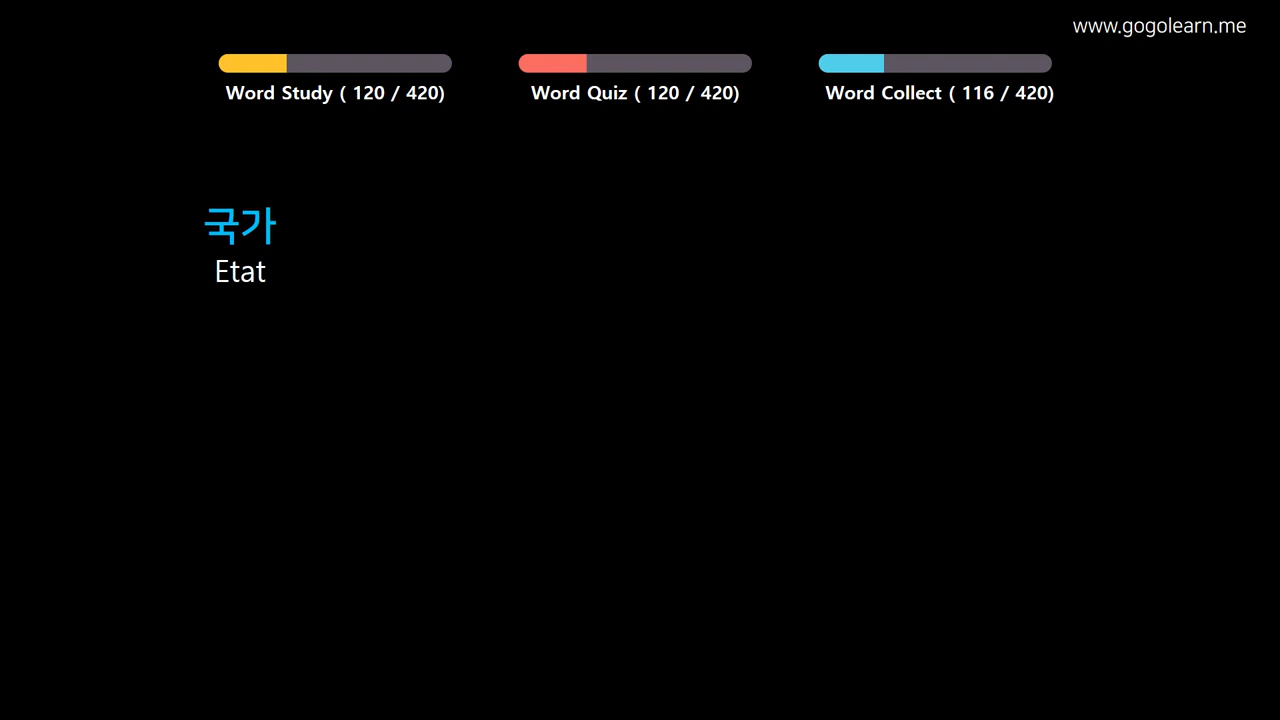 www.gogolearn.me
Word Study ( 120 / 420)
Word Quiz ( 120 / 420)
Word Collect ( 116 / 420)
국가
Etat